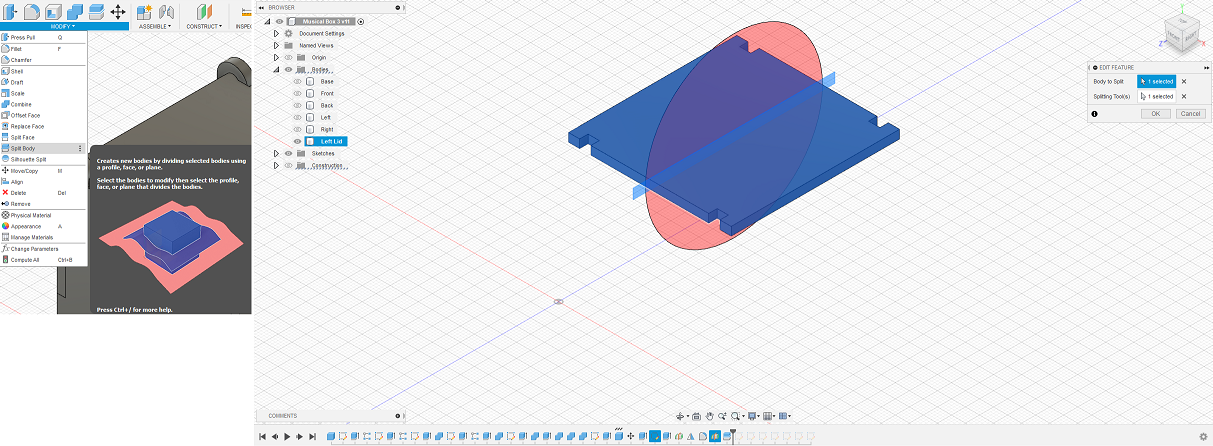 MODIFY
ASSEMBLE
CONSTRUCT
INSPEC
Press Pull Q
Fillet F
Chamfer
Shell
Draft
Scale
Combine
Offset Face
Replace Face
Split Face
Split Body
Silhouette Split
Move/Copy M
Align
Delete Del
Remove
Physical Material
Appearance A
Manage Materials
Change Parameters
Compute All Ctrl+B
Creates new bodies by dividing selected bodies using
a profile, face, or plane.
Select the bodies to modify then select the profile,
face, or plane that divides the bodies.
Press Ctrl+/ for more help.
BROWSER
Musical Box 3 v11
Document Settings
Named Views
Origin
Bodies
Base
Front
Back
Left
Right
Left Lid
Sketches
Construction
TOP
FRONT
RIGHT
Y
Z
X
EDIT FEATURE
Body to Split 1 selected
Splitting Tool(s) 1 selected
OK Cancel
COMMENTS